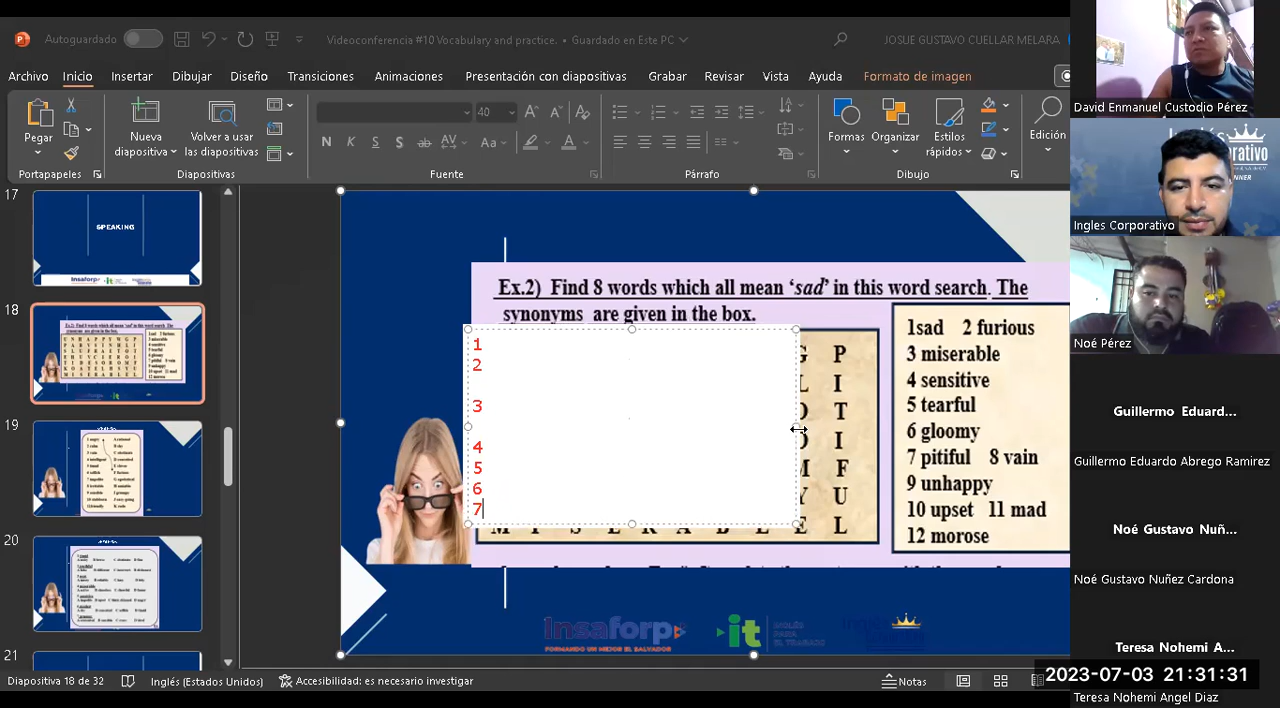 Autoguardado
Videoconferencia #10 Vocabulary and practice. • Guardado en Este PC
JOSUE GUSTAVO CUELLAR MELARA
Archivo Inicio Insertar Dibujar Diseño Transiciones Animaciones Presentación con diapositivas Grabar Revisar Vista Ayuda Formato de imagen
40
Pegar
Nueva diapositiva
Volver a usar las diapositivas
N K S S ab AV Aa A
Formas
Organizar
Estilos rápidos
Edición
Portapapeles
Diapositivas
Fuente
Párrafo
Dibujo
17
SPEAKING
18
19
20
21
Ex.2) Find 8 words which all mean ‘sad’ in this word search. The
synonyms are given in the box.
1
2
3
4
5
6
7
G P
L I
T
I
M F
Y U
M I S E R A B L E L
1sad 2 furious
3 miserable
4 sensitive
5 tearful
6 gloomy
7 pitiful 8 vain
9 unhappy
10 upset 11 mad
12 morose
Insaforp
FORMANDO UN MEJOR EL SALVADOR
it
INGLÉS
PARA
EL TRABAJO
Diapositiva 18 de 32
Inglés (Estados Unidos)
Accesibilidad: es necesario investigar
Notas
David Enmanuel Custodio Pérez
Ingles Corporativo
Noé Pérez
Guillermo Eduard...
Guillermo Eduardo Abrego Ramirez
Noé Gustavo Nuñ...
Noé Gustavo Nuñez Cardona
Teresa Nohemi A...
2023-07-03 21:31:31
Teresa Nohemi Angel Diaz